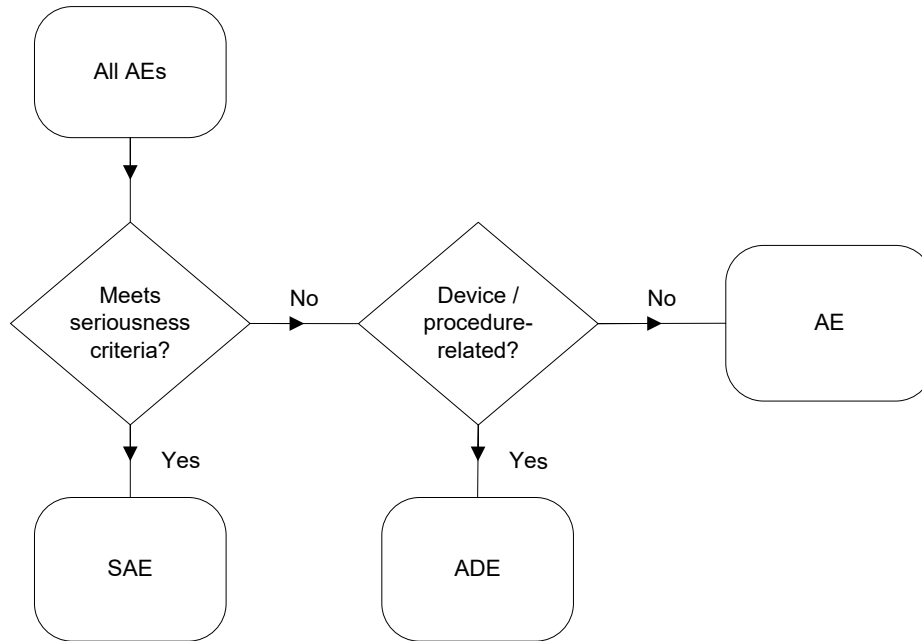 All AEs
Meets
seriousness
criteria?
No
Device /
procedure-
related?
No
AE
Yes
Yes
SAE
ADE